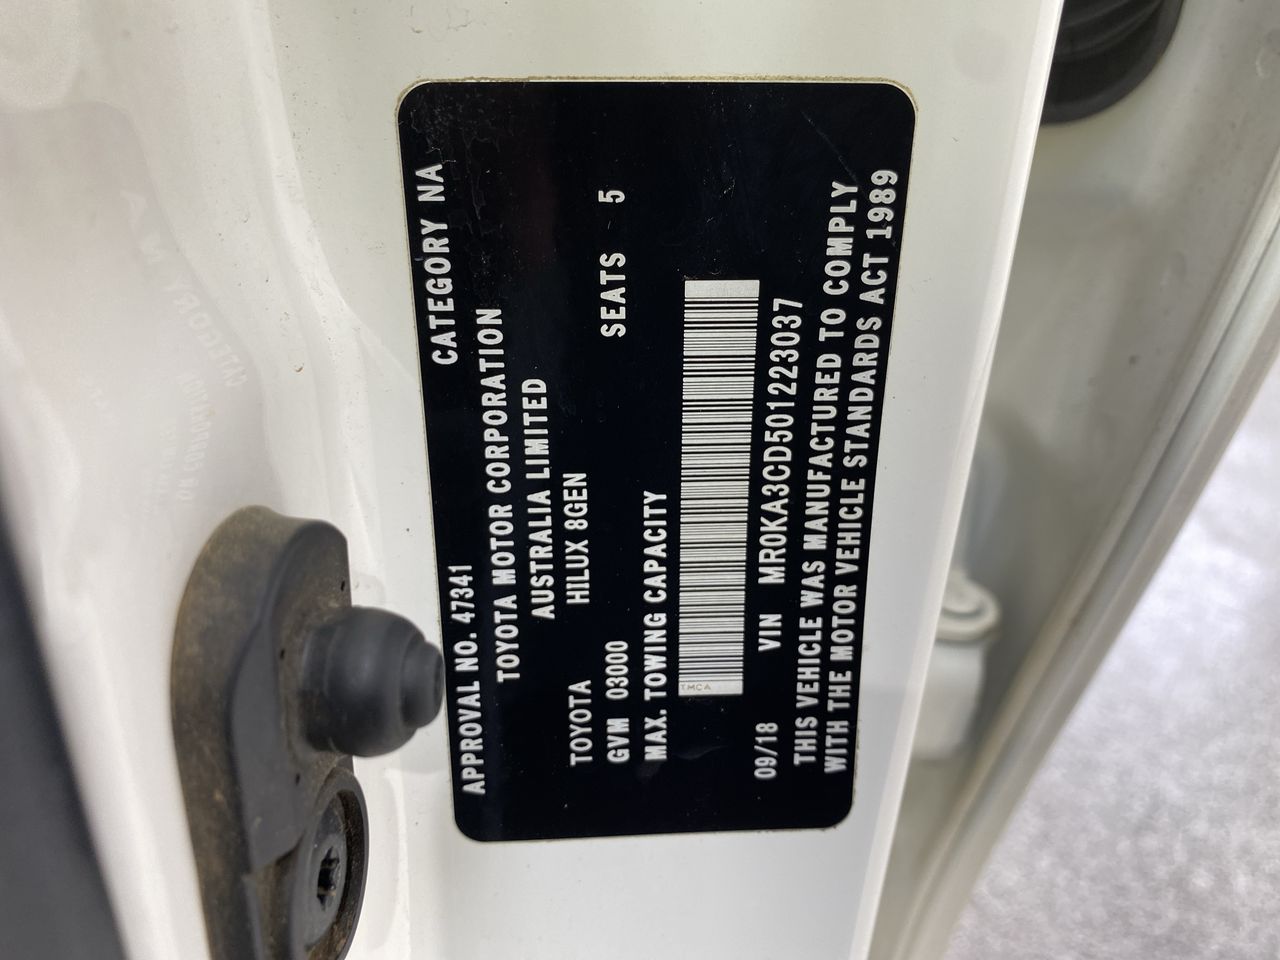 APPROVAL NO. 47341 CATEGORY NA
TOYOTA MOTOR CORPORATION
AUSTRALIA LIMITED
TOYOTA HILUX 8GEN
GVM 03000 SEATS 5
MAX. TOWING CAPACITY
TMCA
09/18 VIN MR0KA3CD501223037
THIS VEHICLE WAS MANUFACTURED TO COMPLY
WITH THE MOTOR VEHICLE STANDARDS ACT 1989